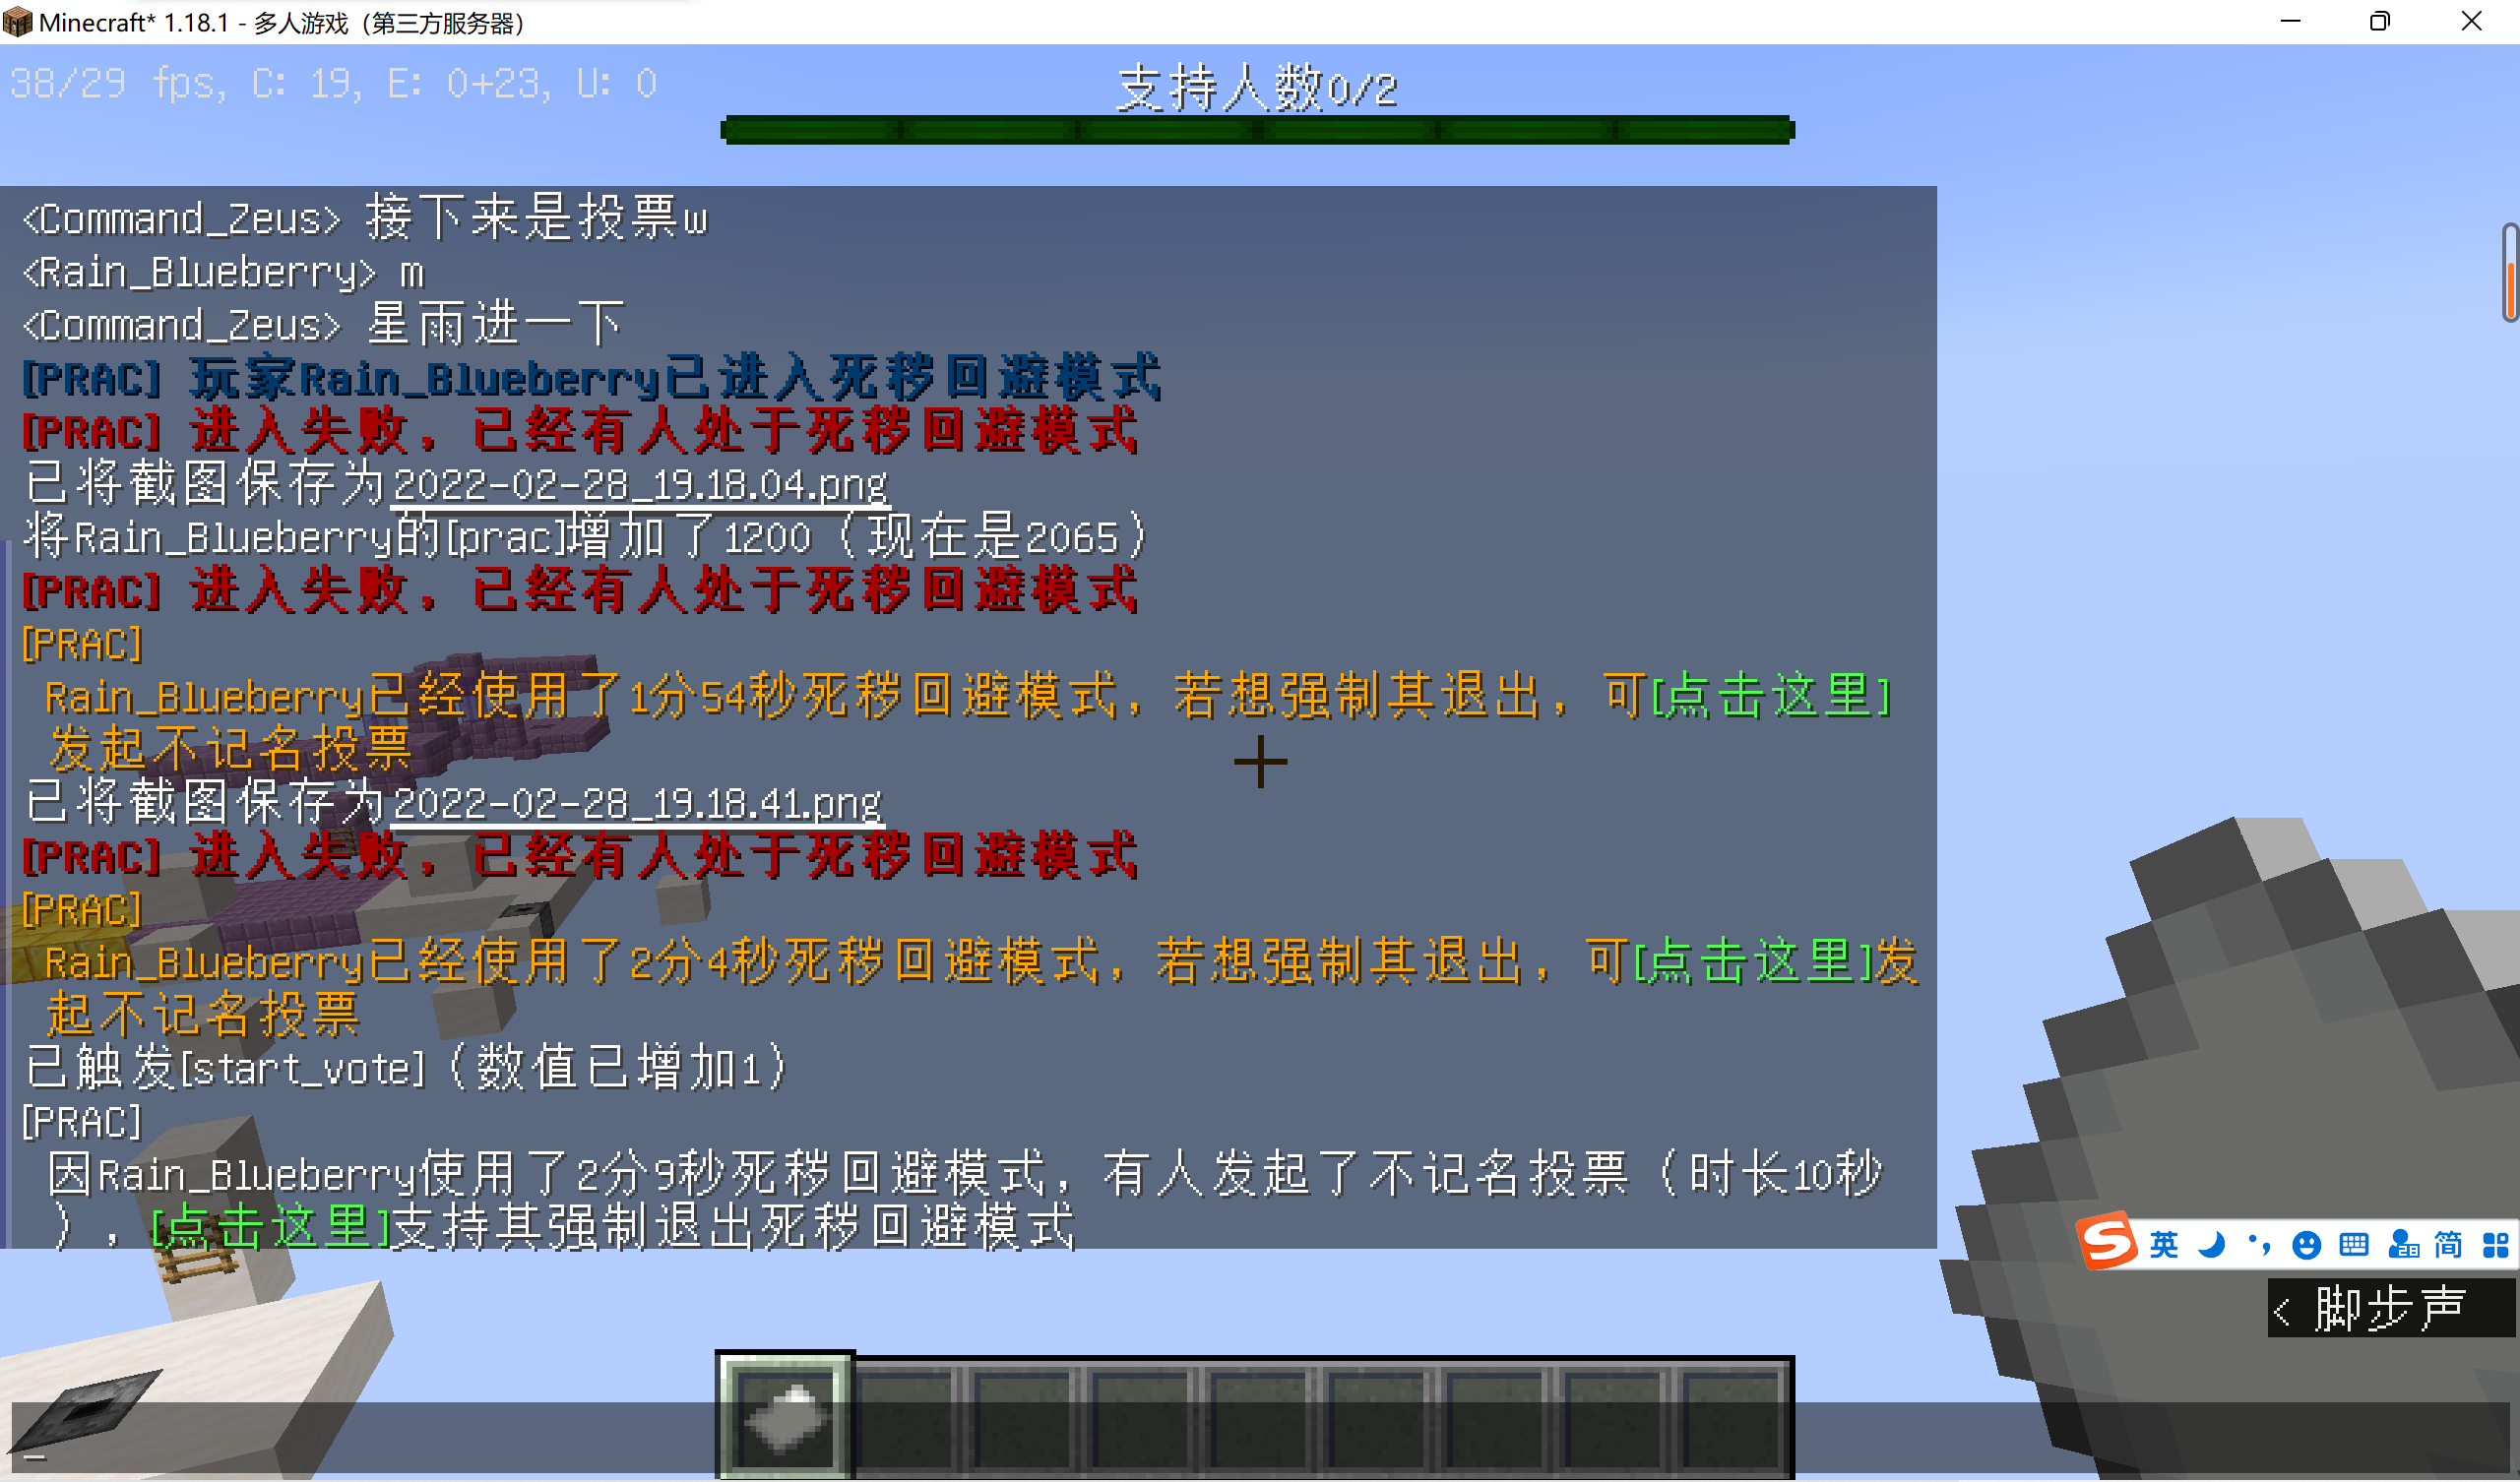 Minecraft* 1.18.1 - 多人游戏（第三方服务器）
38/29 fps, C: 19, E: 0+23, U: 0
支持人数0/2
<Command_Zeus> 接下来是投票w
<Rain_Blueberry> m
<Command_Zeus> 星雨进一下
[PRAC] 玩家Rain_Blueberry已进入死秽回避模式
[PRAC] 进入失败，已经有人处于死秽回避模式
已将截图保存为2022-02-28_19.18.04.png
将Rain_Blueberry的[prac]增加了1200（现在是2065）
[PRAC] 进入失败，已经有人处于死秽回避模式
[PRAC]
Rain_Blueberry已经使用了1分54秒死秽回避模式，若想强制其退出，可[点击这里]
发起不记名投票
已将截图保存为2022-02-28_19.18.41.png
[PRAC] 进入失败，已经有人处于死秽回避模式
[PRAC]
Rain_Blueberry已经使用了2分4秒死秽回避模式，若想强制其退出，可[点击这里]发
起不记名投票
已触发[start_vote]（数值已增加1）
[PRAC]
因Rain_Blueberry使用了2分9秒死秽回避模式，有人发起了不记名投票（时长10秒
），[点击这里]支持其强制退出死秽回避模式
英 简
< 脚步声
_